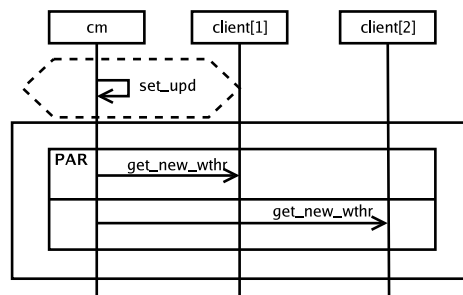 cm client[1] client[2]
set_upd
PAR
get_new_wthr
get_new_wthr